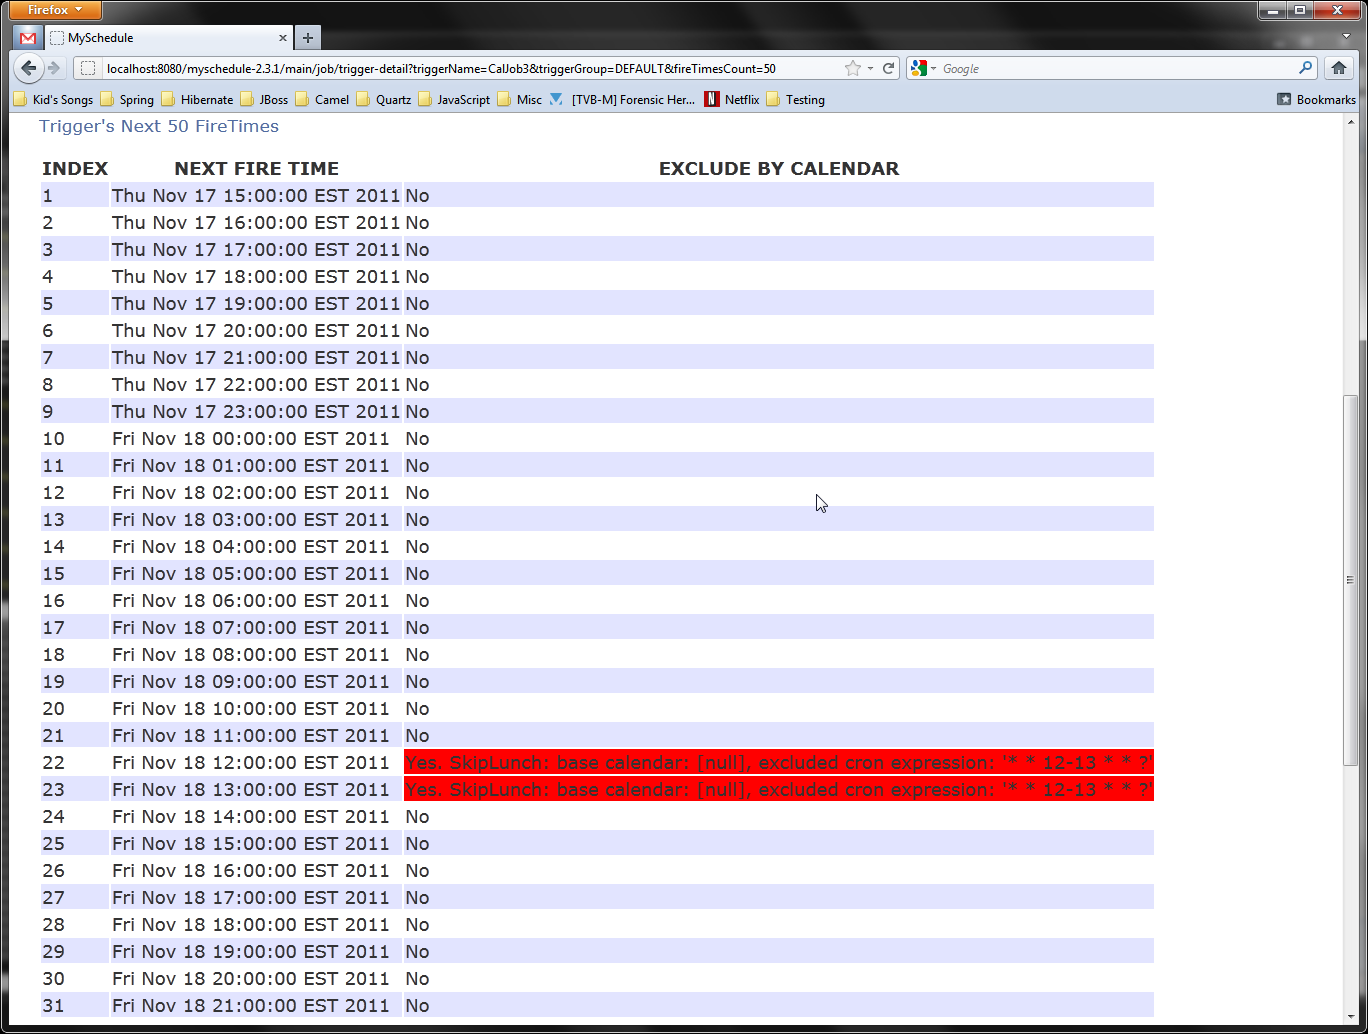 Firefox
MySchedule
localhost:8080/myschedule-2.3.1/main/job/trigger-detail?triggerName=CalJob3&triggerGroup=DEFAULT&fireTimesCount=50
Google
Kid's Songs Spring Hibernate JBoss Camel Quartz JavaScript Misc [TVB-M] Forensic Her... Netflix Testing Bookmarks
Trigger's Next 50 FireTimes
INDEX NEXT FIRE TIME EXCLUDE BY CALENDAR
1 Thu Nov 17 15:00:00 EST 2011 No
2 Thu Nov 17 16:00:00 EST 2011 No
3 Thu Nov 17 17:00:00 EST 2011 No
4 Thu Nov 17 18:00:00 EST 2011 No
5 Thu Nov 17 19:00:00 EST 2011 No
6 Thu Nov 17 20:00:00 EST 2011 No
7 Thu Nov 17 21:00:00 EST 2011 No
8 Thu Nov 17 22:00:00 EST 2011 No
9 Thu Nov 17 23:00:00 EST 2011 No
10 Fri Nov 18 00:00:00 EST 2011 No
11 Fri Nov 18 01:00:00 EST 2011 No
12 Fri Nov 18 02:00:00 EST 2011 No
13 Fri Nov 18 03:00:00 EST 2011 No
14 Fri Nov 18 04:00:00 EST 2011 No
15 Fri Nov 18 05:00:00 EST 2011 No
16 Fri Nov 18 06:00:00 EST 2011 No
17 Fri Nov 18 07:00:00 EST 2011 No
18 Fri Nov 18 08:00:00 EST 2011 No
19 Fri Nov 18 09:00:00 EST 2011 No
20 Fri Nov 18 10:00:00 EST 2011 No
21 Fri Nov 18 11:00:00 EST 2011 No
22 Fri Nov 18 12:00:00 EST 2011 Yes. SkipLunch: base calendar: [null], excluded cron expression: '* * 12-13 * * ?'
23 Fri Nov 18 13:00:00 EST 2011 Yes. SkipLunch: base calendar: [null], excluded cron expression: '* * 12-13 * * ?'
24 Fri Nov 18 14:00:00 EST 2011 No
25 Fri Nov 18 15:00:00 EST 2011 No
26 Fri Nov 18 16:00:00 EST 2011 No
27 Fri Nov 18 17:00:00 EST 2011 No
28 Fri Nov 18 18:00:00 EST 2011 No
29 Fri Nov 18 19:00:00 EST 2011 No
30 Fri Nov 18 20:00:00 EST 2011 No
31 Fri Nov 18 21:00:00 EST 2011 No